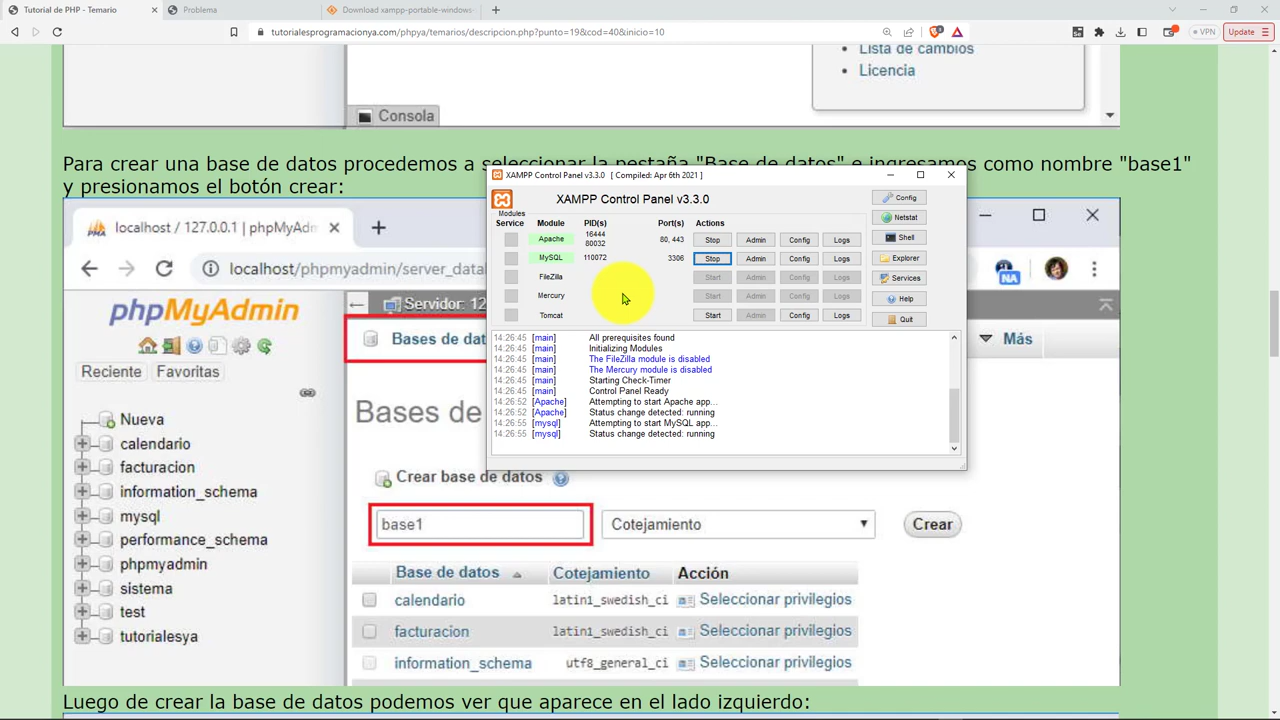 Tutorial de PHP - Temario
Problema
Download xampp-portable-windows-
tutorialesprogramacionya.com/phpya/temarios/descripcion.php?punto=19&cod=40&inicio=10
VPN
Update
Lista de cambios
Licencia
Consola
Para crear una base de datos procedemos a seleccionar la pestaña "Base de datos" e ingresamos como nombre "base1"
y presionamos el botón crear:
XAMPP Control Panel v3.3.0 [ Compiled: Apr 6th 2021 ]
XAMPP Control Panel v3.3.0
Config
Modules
Service
Module
PID(s)
Port(s)
Actions
Netstat
Apache
16444
80032
80, 443
Stop
Admin
Config
Logs
Shell
MySQL
110072
3306
Stop
Admin
Config
Logs
Explorer
FileZilla
Start
Admin
Config
Logs
Services
Mercury
Start
Admin
Config
Logs
Help
Tomcat
Start
Admin
Config
Logs
Quit
14:26:45 [main] All prerequisites found
14:26:45 [main] Initializing Modules
14:26:45 [main] The FileZilla module is disabled
14:26:45 [main] The Mercury module is disabled
14:26:45 [main] Starting Check-Timer
14:26:45 [main] Control Panel Ready
14:26:52 [Apache] Attempting to start Apache app...
14:26:52 [Apache] Status change detected: running
14:26:55 [mysql] Attempting to start MySQL app...
14:26:55 [mysql] Status change detected: running
PMA
localhost / 127.0.0.1 | phpMyAdm
localhost/phpmyadmin/server_datal
NA
phpMyAdmin
Servidor: 12
Bases de dat
Más
Reciente
Favoritas
Bases de
Nueva
calendario
facturacion
information_schema
mysql
performance_schema
phpmyadmin
sistema
test
tutorialesya
Crear base de datos
base1
Cotejamiento
Crear
Base de datos
Cotejamiento
Acción
calendario
latin1_swedish_ci
Seleccionar privilegios
facturacion
latin1_swedish_ci
Seleccionar privilegios
information_schema
utf8_general_ci
Seleccionar privilegios
Luego de crear la base de datos podemos ver que aparece en el lado izquierdo: